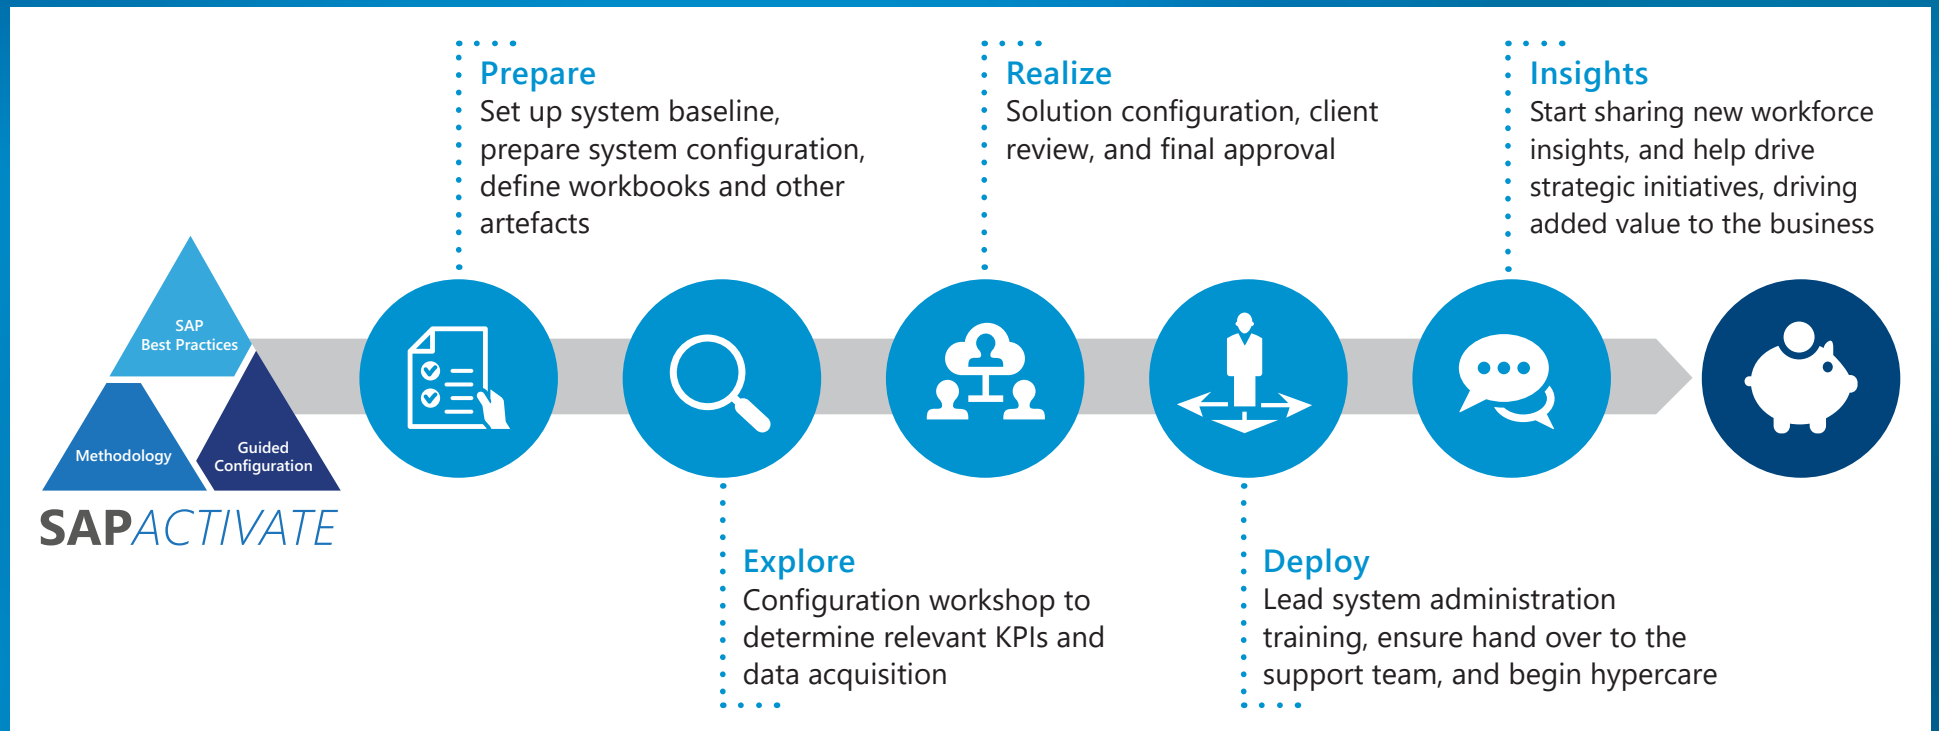 Prepare
Set up system baseline,
prepare system configuration,
define workbooks and other
artefacts
Realize
Solution configuration, client
review, and final approval
Insights
Start sharing new workforce
insights, and help drive
strategic initiatives, driving
added value to the business
SAP
Best Practices
Methodology
Guided
Configuration
SAPACTIVATE
Explore
Configuration workshop to
determine relevant KPIs and
data acquisition
Deploy
Lead system administration
training, ensure hand over to the
support team, and begin hypercare